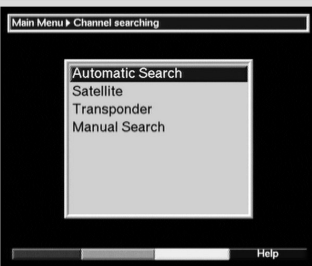 Main Menu ▶ Channel searching
Automatic Search
Satellite
Transponder
Manual Search
Help